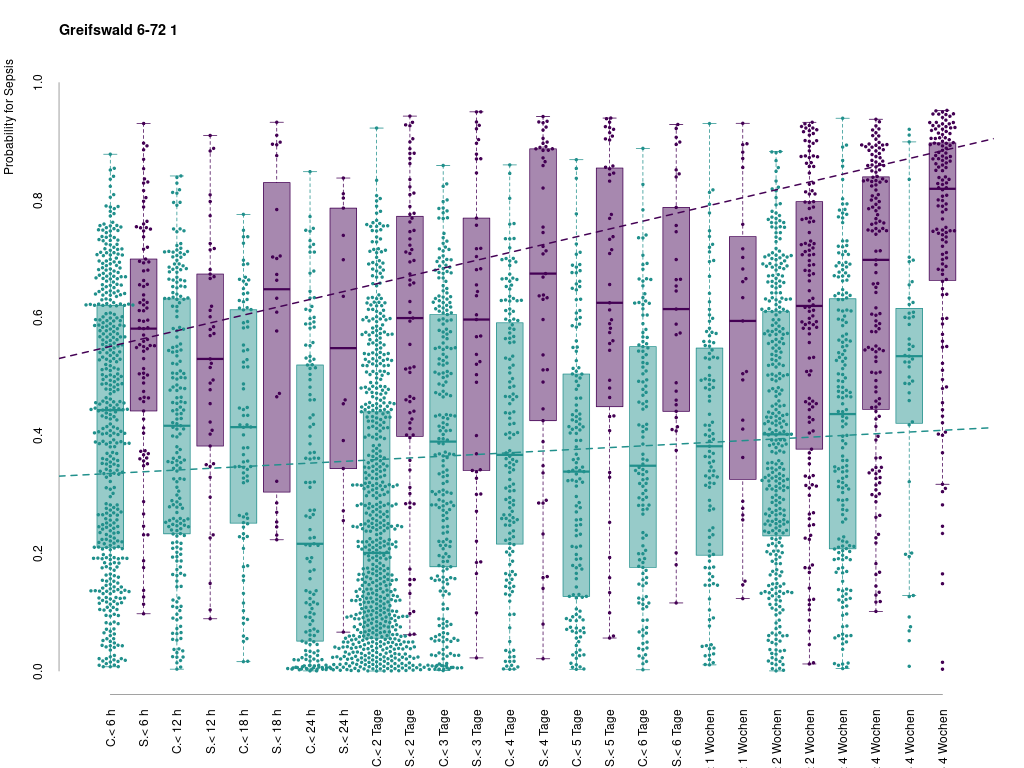 Greifswald 6-72 1
Probability for Sepsis
1.0
0.8
0.6
0.4
0.2
0.0
C.< 6 h
S.< 6 h
C.< 12 h
S.< 12 h
C.< 18 h
S.< 18 h
C.< 24 h
S.< 24 h
C.< 2 Tage
S.< 2 Tage
C.< 3 Tage
S.< 3 Tage
C.< 4 Tage
S.< 4 Tage
C.< 5 Tage
S.< 5 Tage
C.< 6 Tage
S.< 6 Tage
1 Wochen
1 Wochen
2 Wochen
2 Wochen
4 Wochen
4 Wochen
4 Wochen
4 Wochen